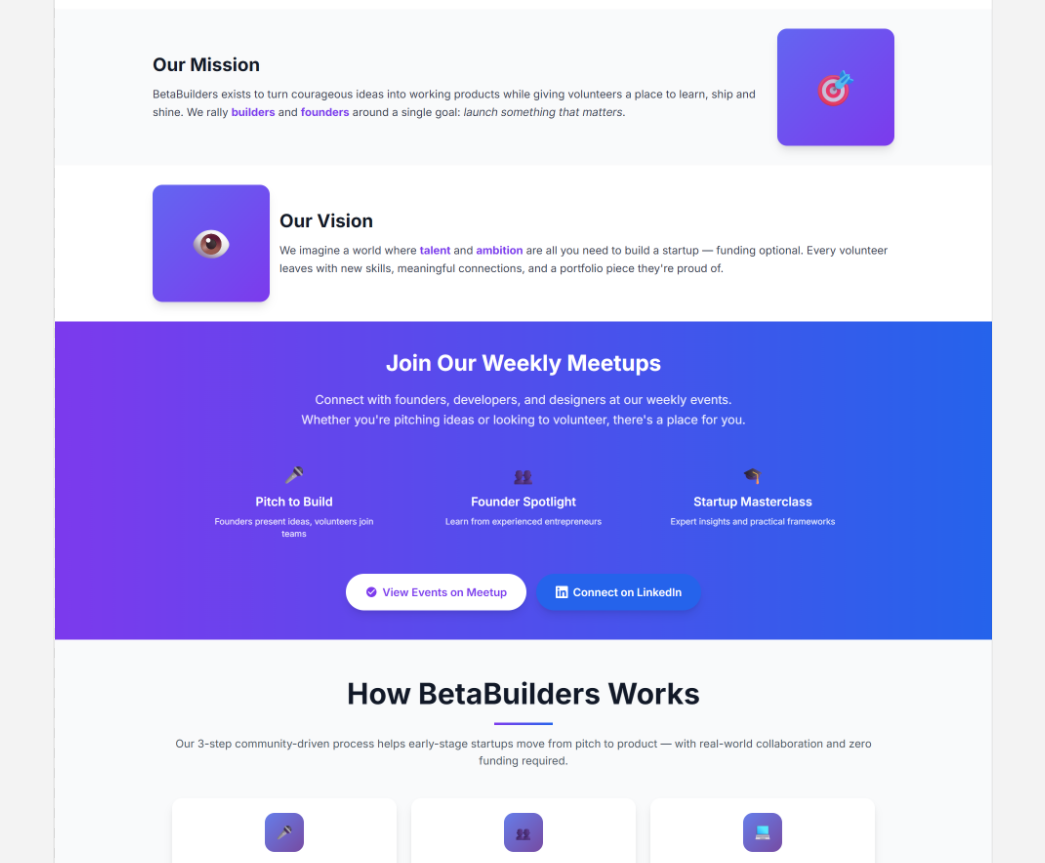 Our Mission
BetaBuilders exists to turn courageous ideas into working products while giving volunteers a place to learn, ship and
shine. We rally builders and founders around a single goal: launch something that matters.
Our Vision
We imagine a world where talent and ambition are all you need to build a startup — funding optional. Every volunteer
leaves with new skills, meaningful connections, and a portfolio piece they're proud of.
Join Our Weekly Meetups
Connect with founders, developers, and designers at our weekly events.
Whether you're pitching ideas or looking to volunteer, there's a place for you.
Pitch to Build
Founders present ideas, volunteers join
teams
Founder Spotlight
Learn from experienced entrepreneurs
Startup Masterclass
Expert insights and practical frameworks
View Events on Meetup
in Connect on LinkedIn
How BetaBuilders Works
Our 3-step community-driven process helps early-stage startups move from pitch to product — with real-world collaboration and zero
funding required.